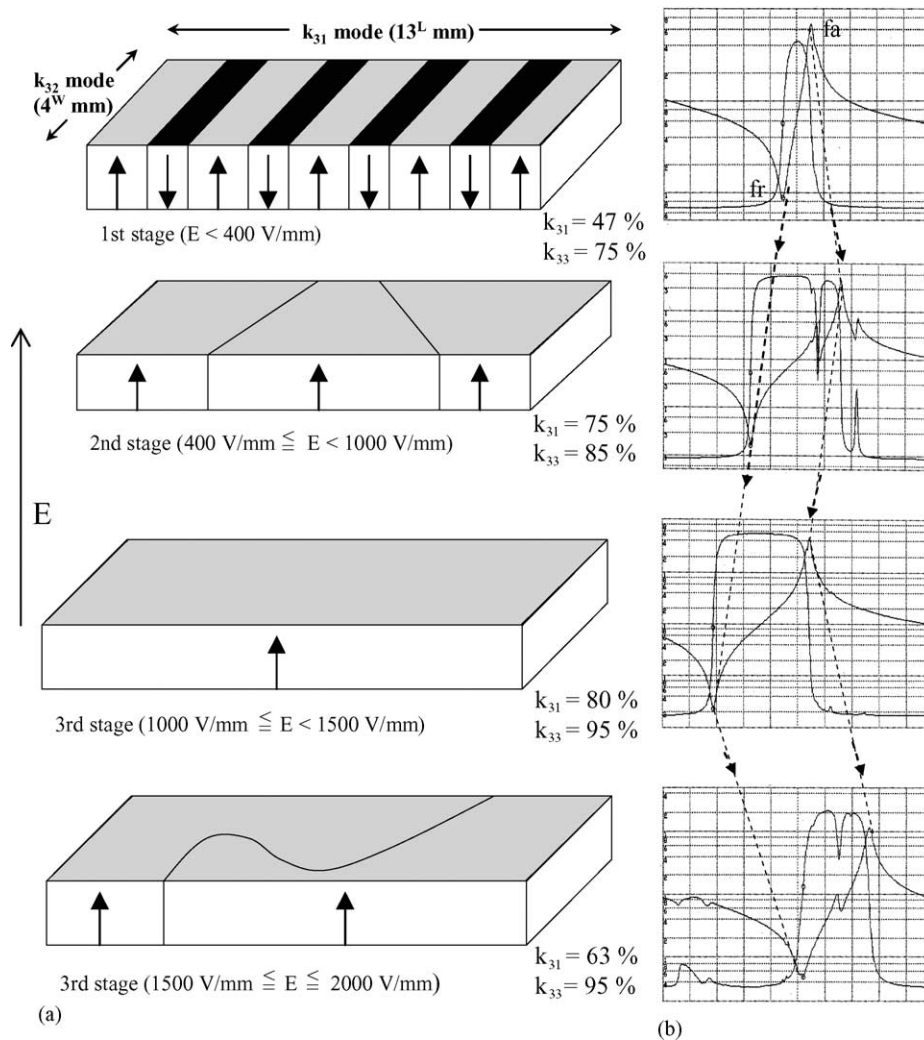 k31 mode (13L mm)
k32 mode
(4W mm)
fa
fr
1st stage (E < 400 V/mm)
k31 = 47 %
k33 = 75 %
E
2nd stage (400 V/mm ≦ E < 1000 V/mm)
k31 = 75 %
k33 = 85 %
3rd stage (1000 V/mm ≦ E < 1500 V/mm)
k31 = 80 %
k33 = 95 %
3rd stage (1500 V/mm ≦ E ≦ 2000 V/mm)
k31 = 63 %
k33 = 95 %
(a)
(b)